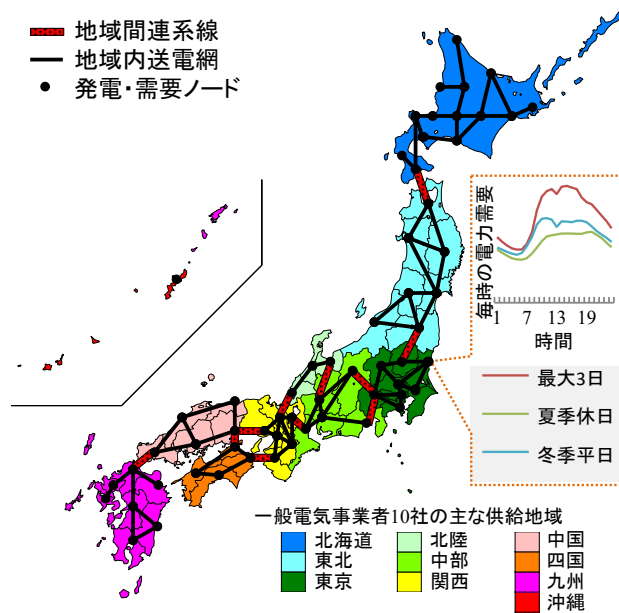 地域間連系線
地域内送電網
発電・需要ノード
毎時の電力需要
1 7 13 19
時間
最大3日
夏季休日
冬季平日
一般電気事業者10社の主な供給地域
北海道 北陸 中国
東北 中部 四国
東京 関西 九州
沖縄